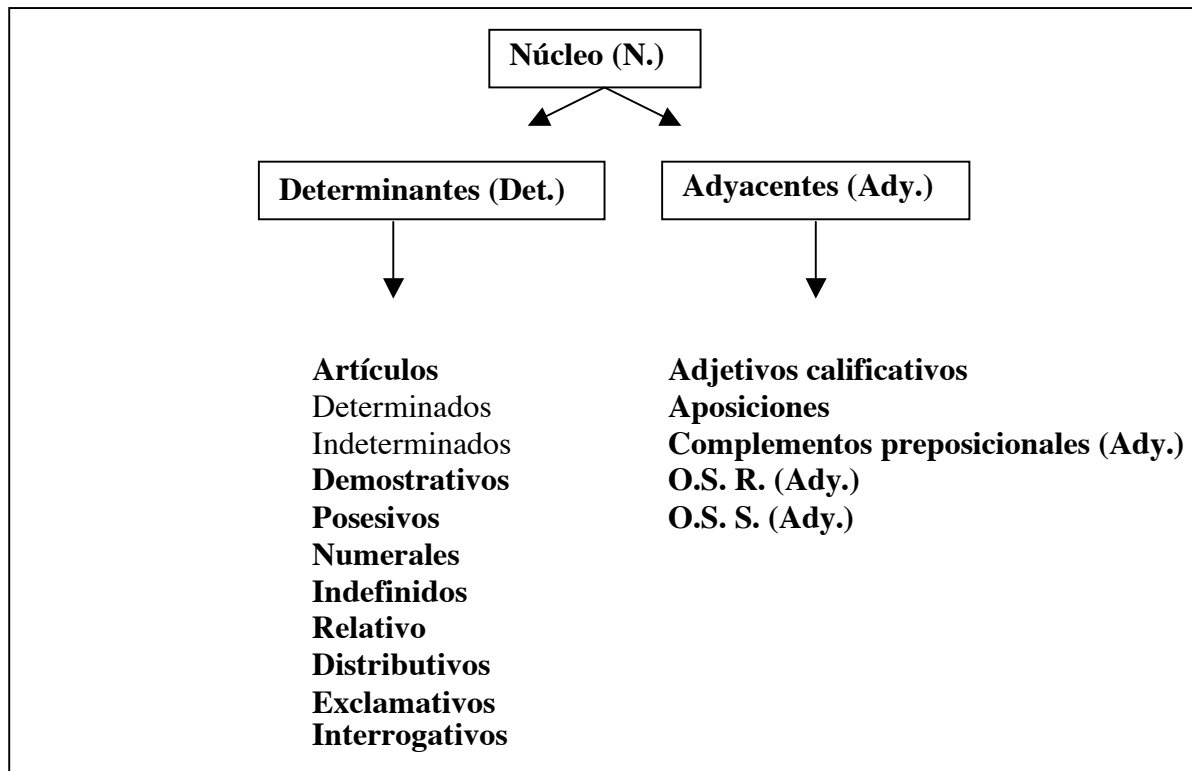 Núcleo (N.)
Determinantes (Det.)
Adyacentes (Ady.)
Artículos
Determinados
Indeterminados
Demostrativos
Posesivos
Numerales
Indefinidos
Relativo
Distributivos
Exclamativos
Interrogativos
Adjetivos calificativos
Aposiciones
Complementos preposicionales (Ady.)
O.S. R. (Ady.)
O.S. S. (Ady.)